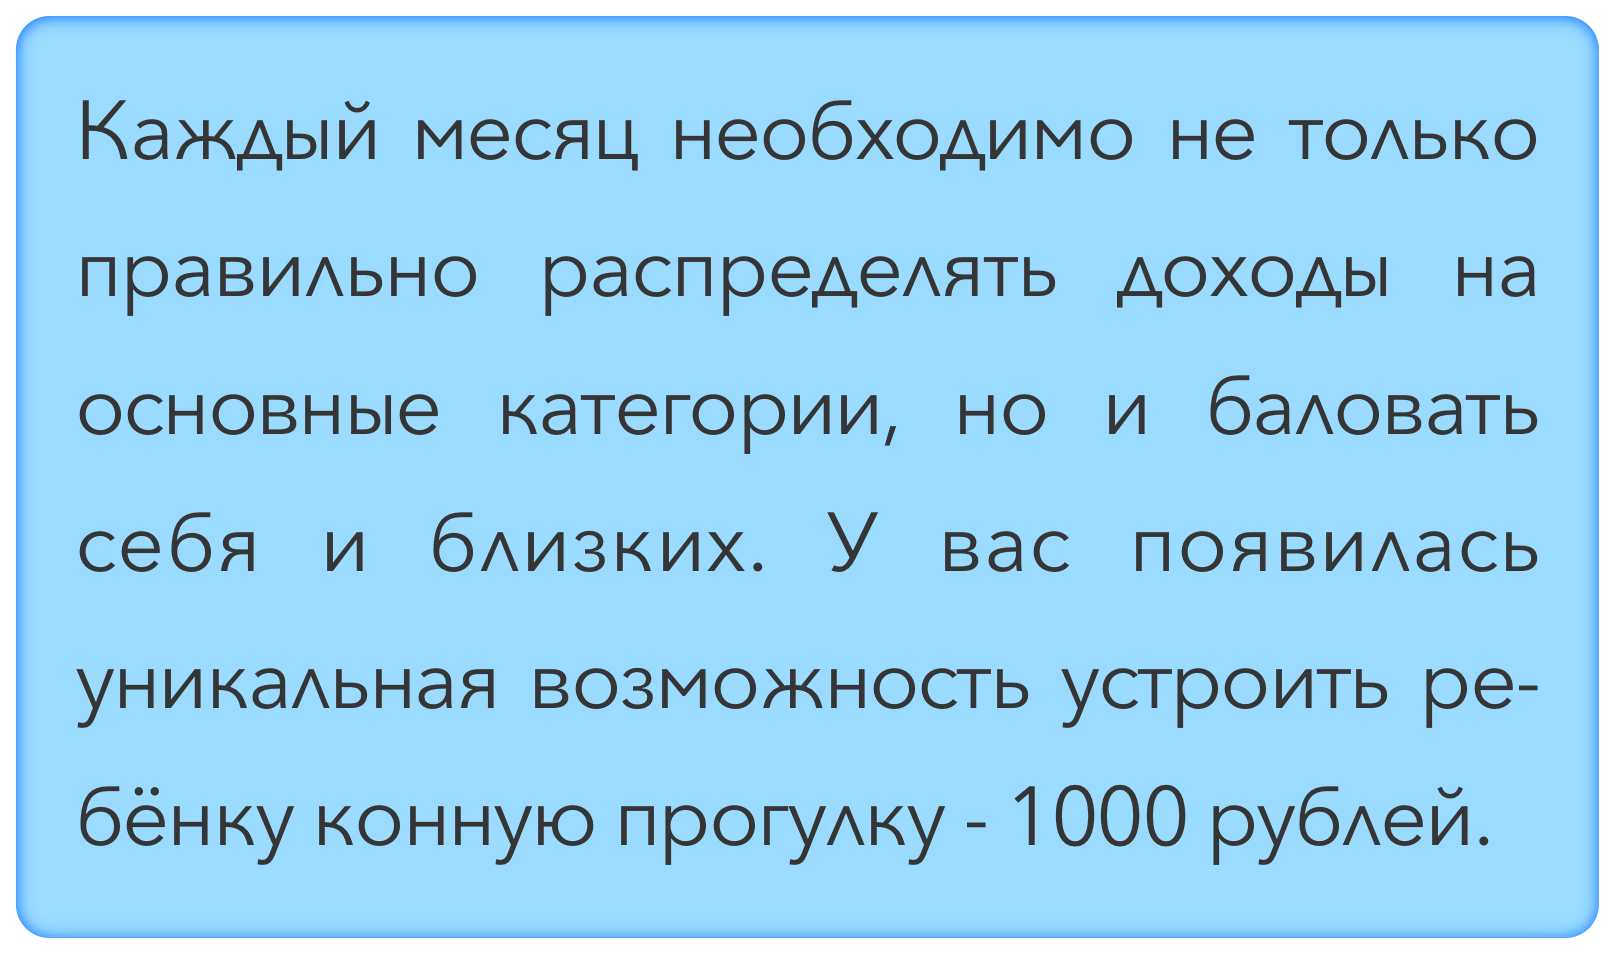 Каждый месяц необходимо не только
правильно распределять доходы на
основные категории, но и баловать
себя и близких. У вас появилась
уникальная возможность устроить ре-
бёнку конную прогулку - 1000 рублей.